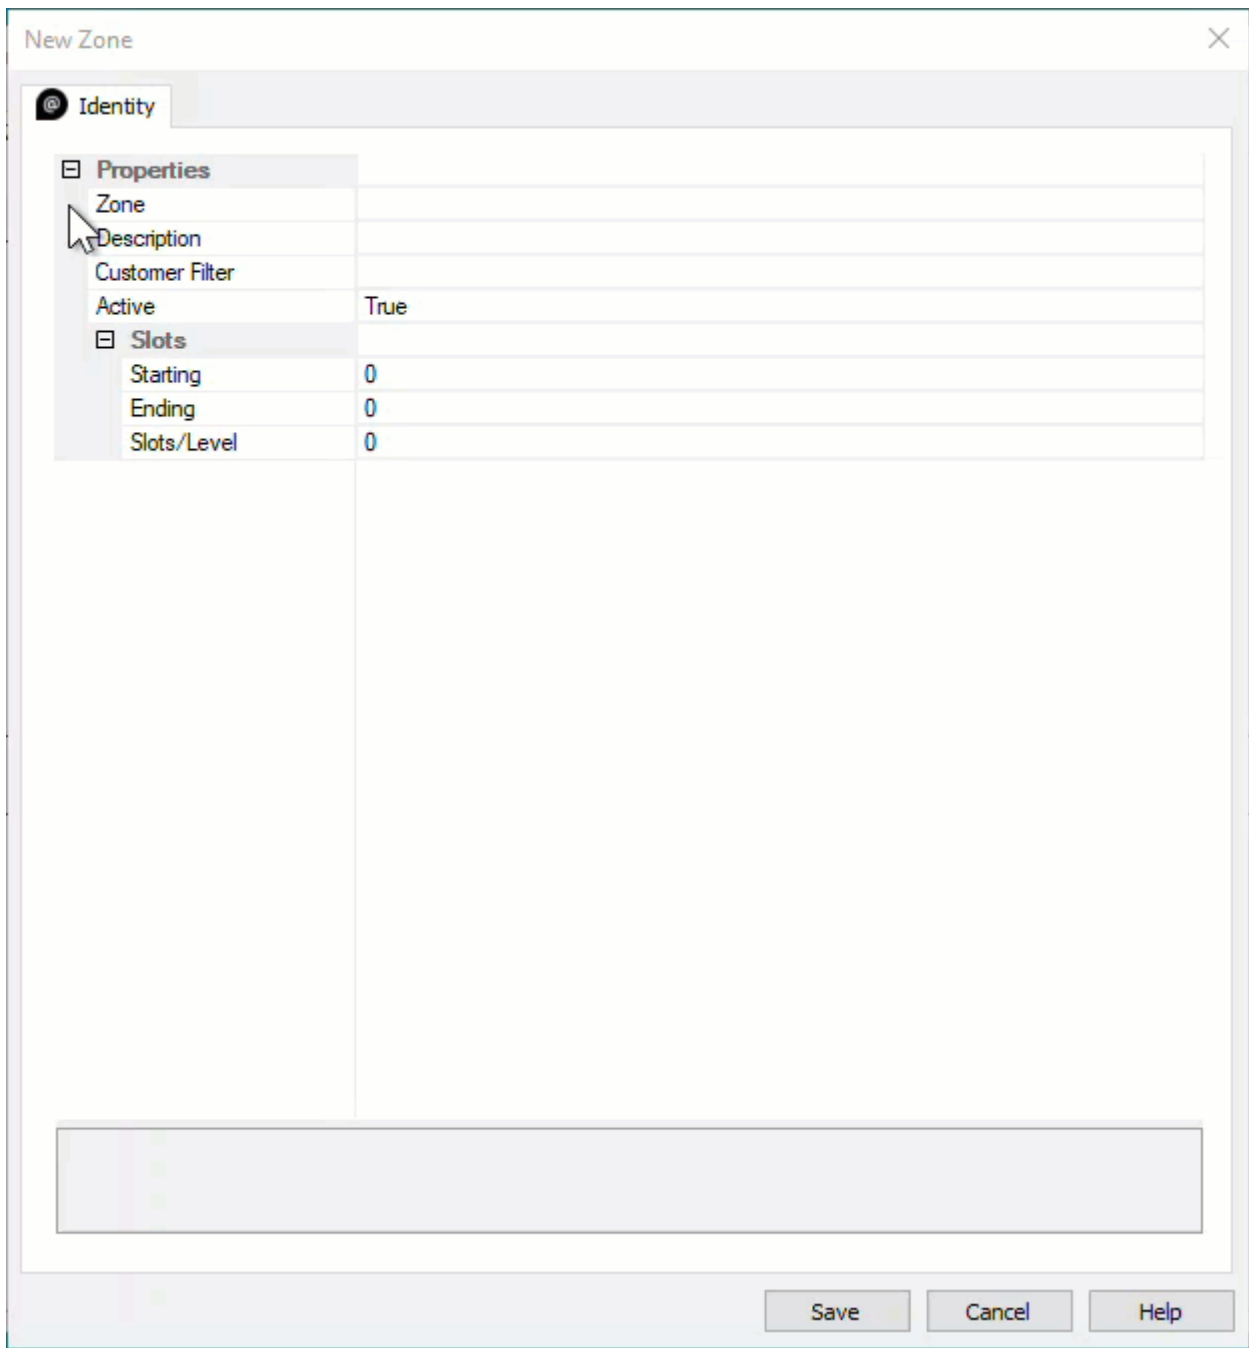 New Zone
@ Identity
Properties
Zone
Description
Customer Filter
Active True
Slots
Starting 0
Ending 0
Slots/Level 0
Save Cancel Help